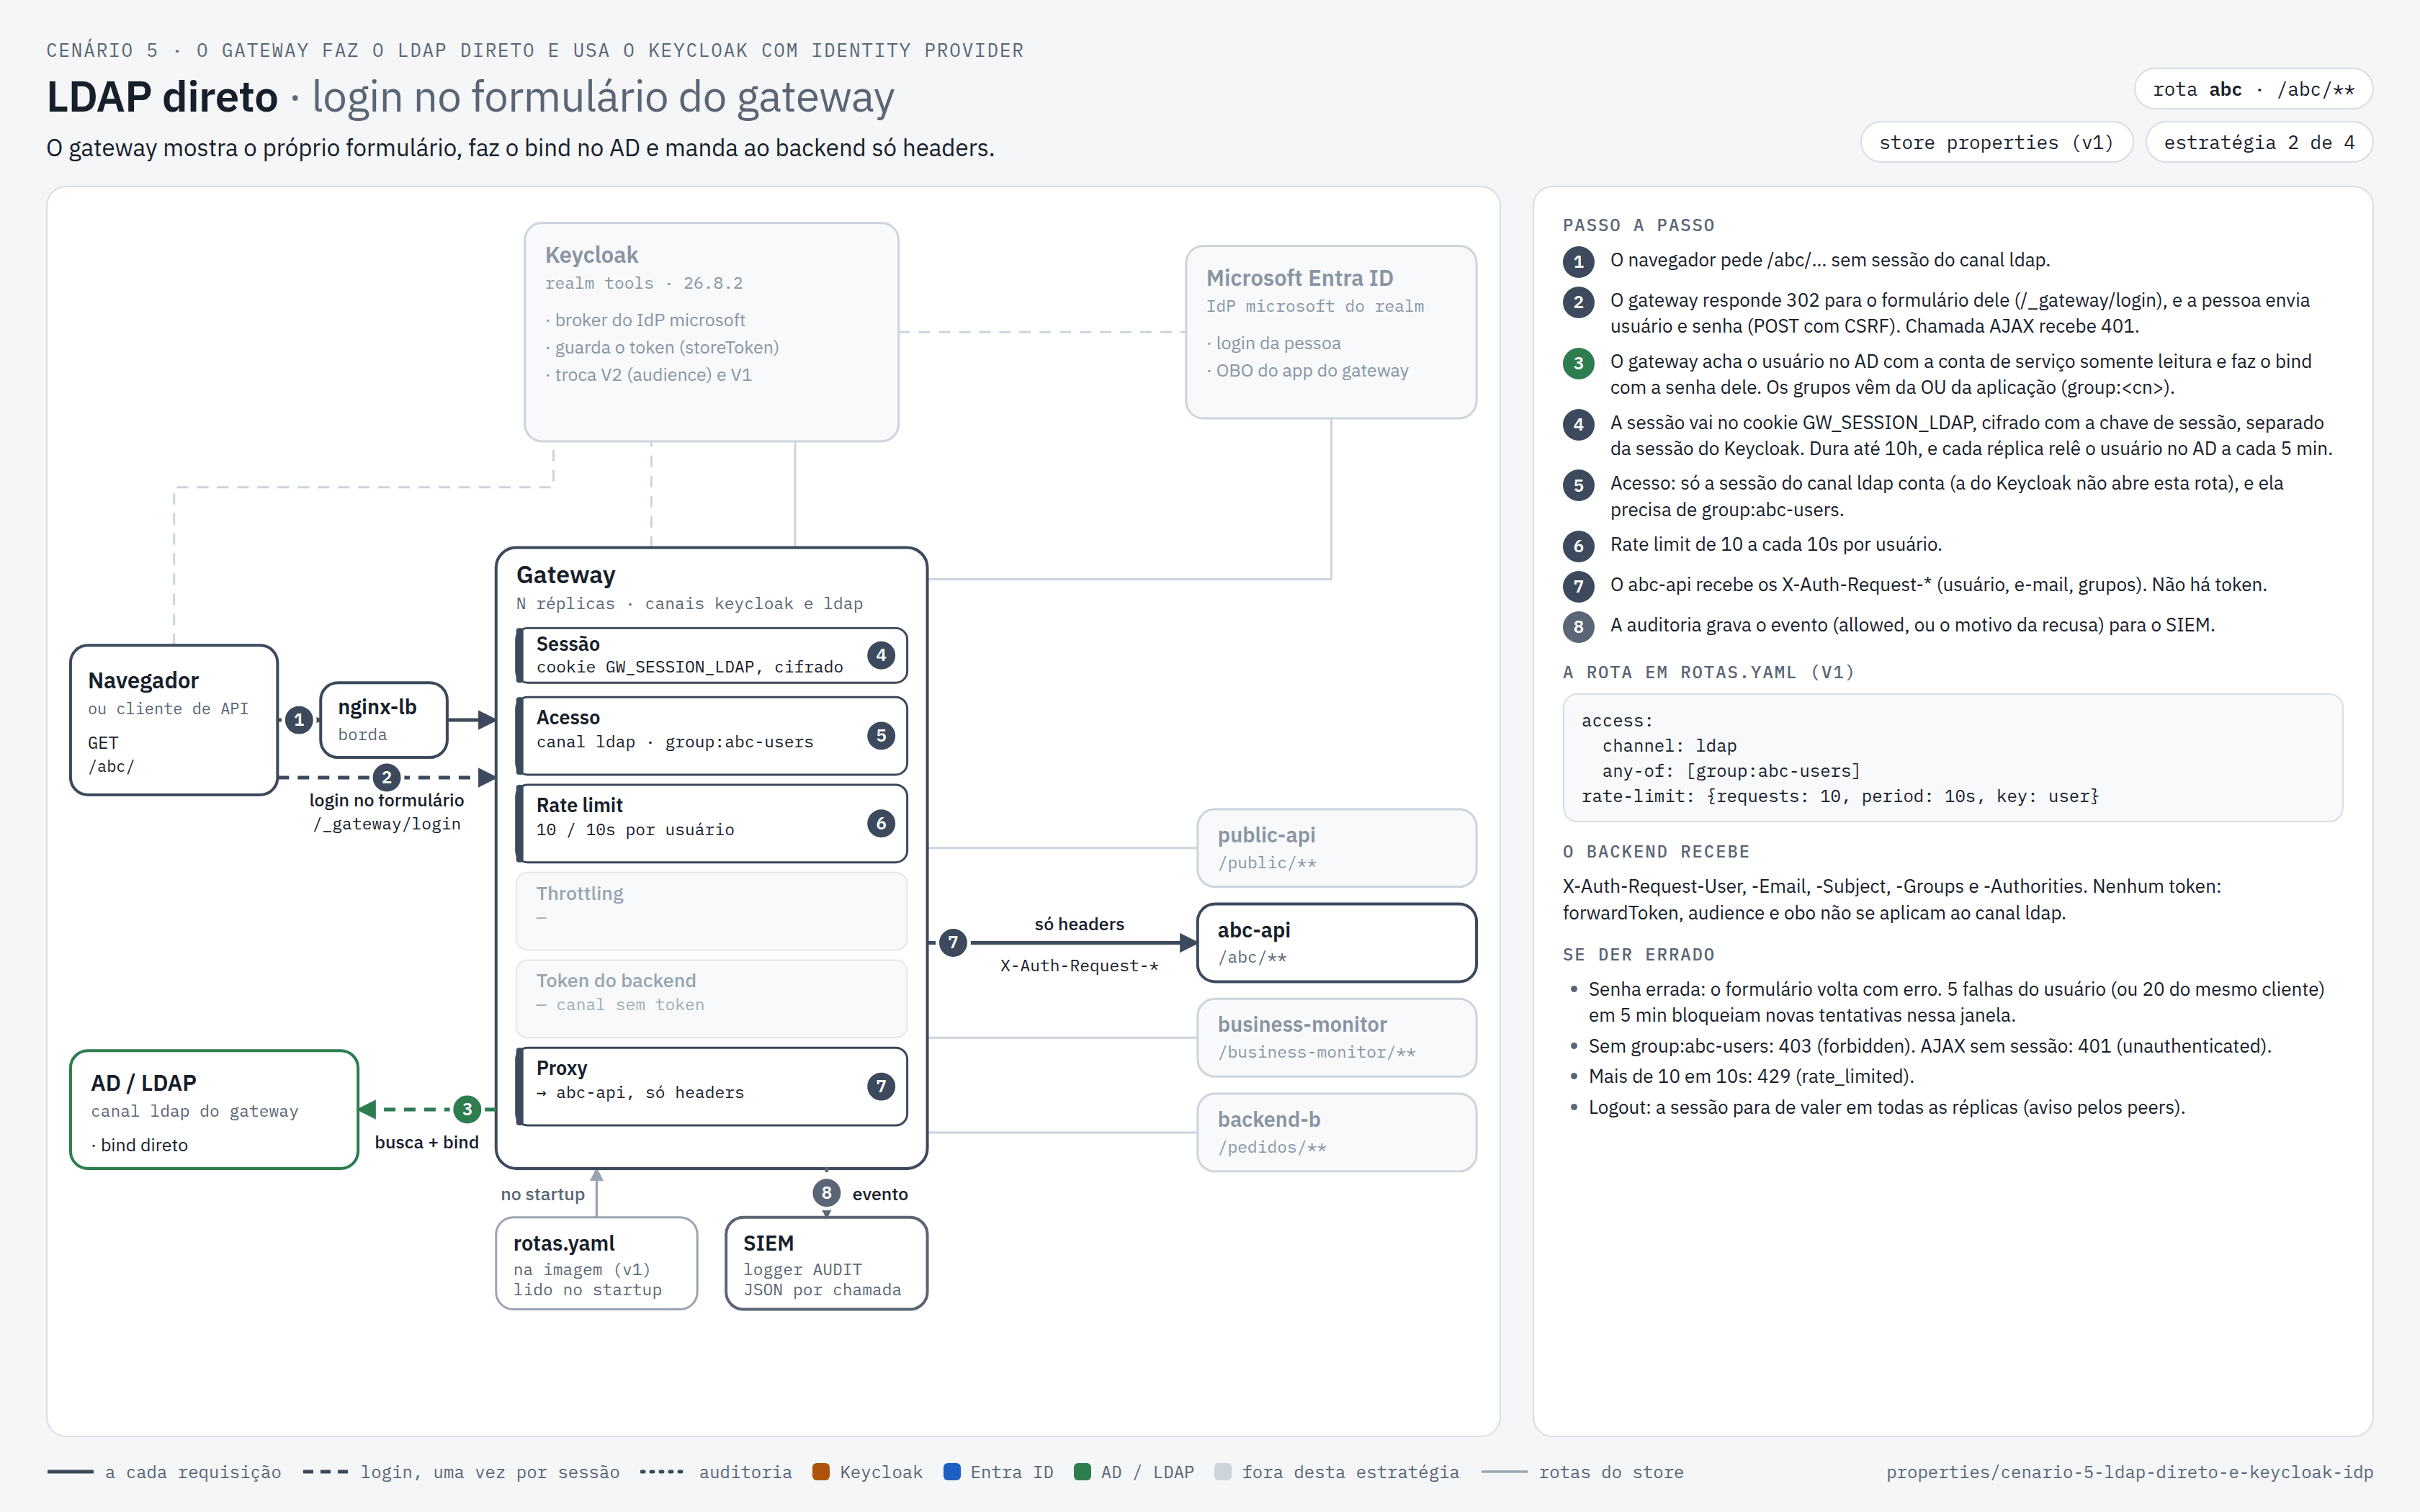 CENÁRIO 5 · O GATEWAY FAZ O LDAP DIRETO E USA O KEYCLOAK COM IDENTITY PROVIDER
LDAP direto · login no formulário do gateway
O gateway mostra o próprio formulário, faz o bind no AD e manda ao backend só headers.
rota abc · /abc/**
store properties (v1)
estratégia 2 de 4
Keycloak
realm tools · 26.8.2
· broker do IdP microsoft
· guarda o token (storeToken)
· troca V2 (audience) e V1
Microsoft Entra ID
IdP microsoft do realm
· login da pessoa
· OBO do app do gateway
Gateway
N réplicas · canais keycloak e ldap
Sessão
cookie GW_SESSION_LDAP, cifrado
4
Acesso
canal ldap · group:abc-users
5
Rate limit
10 / 10s por usuário
6
Throttling
—
Token do backend
— canal sem token
Proxy
→ abc-api, só headers
7
Navegador
ou cliente de API
GET
/abc/
1
nginx-lb
borda
2
login no formulário
/_gateway/login
AD / LDAP
canal ldap do gateway
· bind direto
3
busca + bind
public-api
/public/**
7
só headers
X-Auth-Request-*
abc-api
/abc/**
business-monitor
/business-monitor/**
backend-b
/pedidos/**
no startup
8
evento
rotas.yaml
na imagem (v1)
lido no startup
SIEM
logger AUDIT
JSON por chamada
PASSO A PASSO
1 O navegador pede /abc/... sem sessão do canal ldap.
2 O gateway responde 302 para o formulário dele (/_gateway/login), e a pessoa envia
usuário e senha (POST com CSRF). Chamada AJAX recebe 401.
3 O gateway acha o usuário no AD com a conta de serviço somente leitura e faz o bind
com a senha dele. Os grupos vêm da OU da aplicação (group:<cn>).
4 A sessão vai no cookie GW_SESSION_LDAP, cifrado com a chave de sessão, separado
da sessão do Keycloak. Dura até 10h, e cada réplica relê o usuário no AD a cada 5 min.
5 Acesso: só a sessão do canal ldap conta (a do Keycloak não abre esta rota), e ela
precisa de group:abc-users.
6 Rate limit de 10 a cada 10s por usuário.
7 O abc-api recebe os X-Auth-Request-* (usuário, e-mail, grupos). Não há token.
8 A auditoria grava o evento (allowed, ou o motivo da recusa) para o SIEM.
A ROTA EM ROTAS.YAML (V1)
access:
  channel: ldap
  any-of: [group:abc-users]
rate-limit: {requests: 10, period: 10s, key: user}
O BACKEND RECEBE
X-Auth-Request-User, -Email, -Subject, -Groups e -Authorities. Nenhum token:
forwardToken, audience e obo não se aplicam ao canal ldap.
SE DER ERRADO
• Senha errada: o formulário volta com erro. 5 falhas do usuário (ou 20 do mesmo cliente)
em 5 min bloqueiam novas tentativas nessa janela.
• Sem group:abc-users: 403 (forbidden). AJAX sem sessão: 401 (unauthenticated).
• Mais de 10 em 10s: 429 (rate_limited).
• Logout: a sessão para de valer em todas as réplicas (aviso pelos peers).
a cada requisição
login, uma vez por sessão
auditoria
Keycloak
Entra ID
AD / LDAP
fora desta estratégia
rotas do store
properties/cenario-5-ldap-direto-e-keycloak-idp